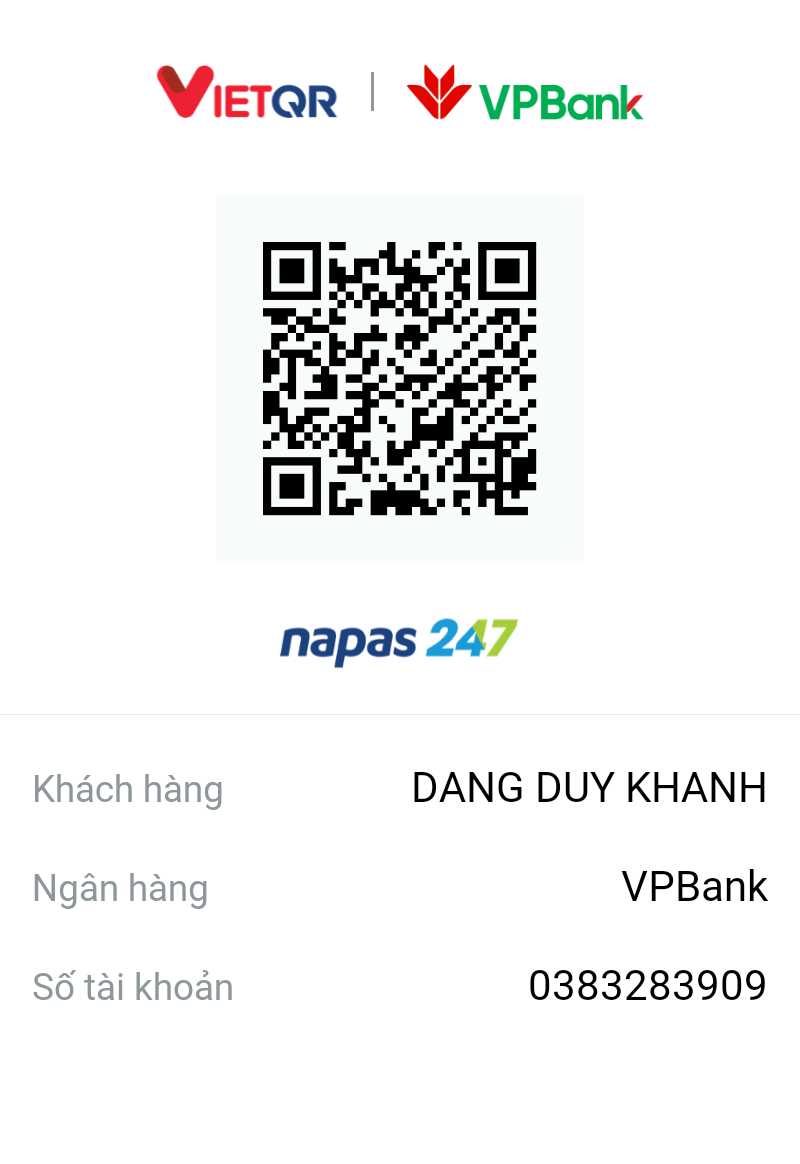 VIETQR | VPBank
napas 247
Khách hàng DANG DUY KHANH
Ngân hàng VPBank
Số tài khoản 0383283909